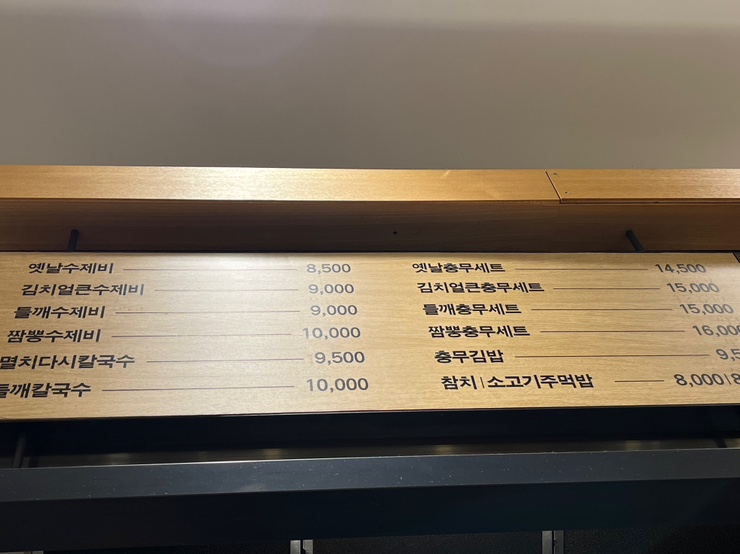 옛날수제비 8,500
김치얼큰수제비 9,000
들깨수제비 9,000
짬뽕수제비 10,000
멸치다시칼국수 9,500
들깨칼국수 10,000
옛날충무세트 14,500
김치얼큰충무세트 15,000
들깨충무세트 15,000
짬뽕충무세트 16,00
충무김밥 9,5
참치|소고기주먹밥 8,000|8